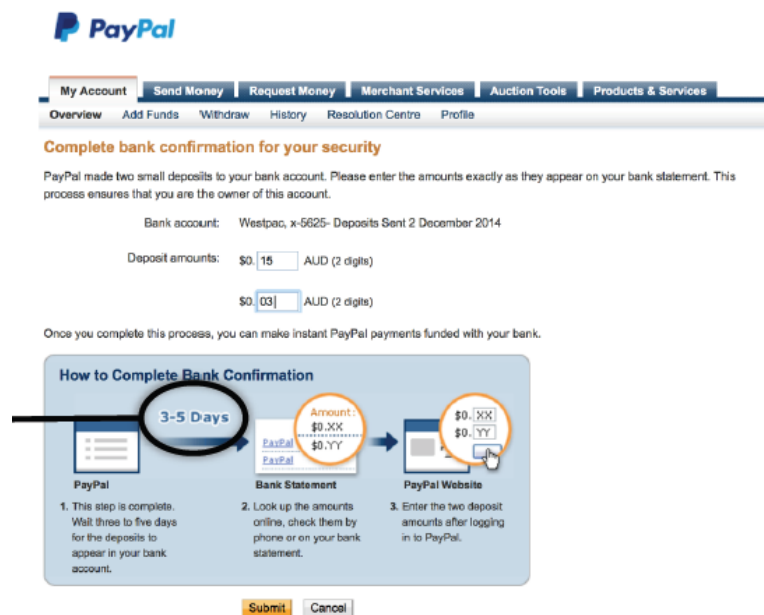 PayPal
My Account Send Money Request Money Merchant Services Auction Tools Products & Services
Overview Add Funds Withdraw History Resolution Centre Profile
Complete bank confirmation for your security
PayPal made two small deposits to your bank account. Please enter the amounts exactly as they appear on your bank statement. This
process ensures that you are the owner of this account.
Bank account: Westpac, x-5625- Deposits Sent 2 December 2014
Deposit amounts: $0. 15 AUD (2 digits)
$0. 03 AUD (2 digits)
Once you complete this process, you can make instant PayPal payments funded with your bank.
How to Complete Bank Confirmation
3-5 Days
Amount:
$0.XX
$0.YY
PayPal
PayPal
$0. XX
$0. YY
PayPal
1. This step is complete.
Wait three to five days
for the deposits to
appear in your bank
account.
Bank Statement
2. Look up the amounts
online, check them by
phone or on your bank
statement.
PayPal Website
3. Enter the two deposit
amounts after logging
in to PayPal.
Submit Cancel